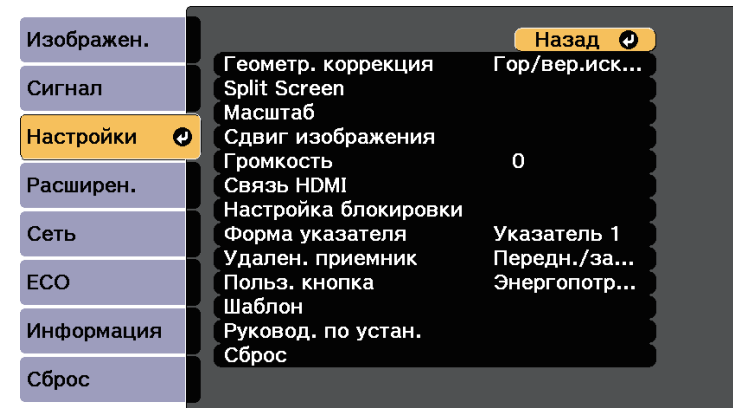 Изображен.
Сигнал
Настройки
Расширен.
Сеть
ECO
Информация
Сброс
Назад
Геометр. коррекция Гор/вер.иск...
Split Screen
Масштаб
Сдвиг изображения
Громкость 0
Связь HDMI
Настройка блокировки
Форма указателя Указатель 1
Удален. приемник Передн./за...
Польз. кнопка Энергопотр...
Шаблон
Руковод. по устан.
Сброс